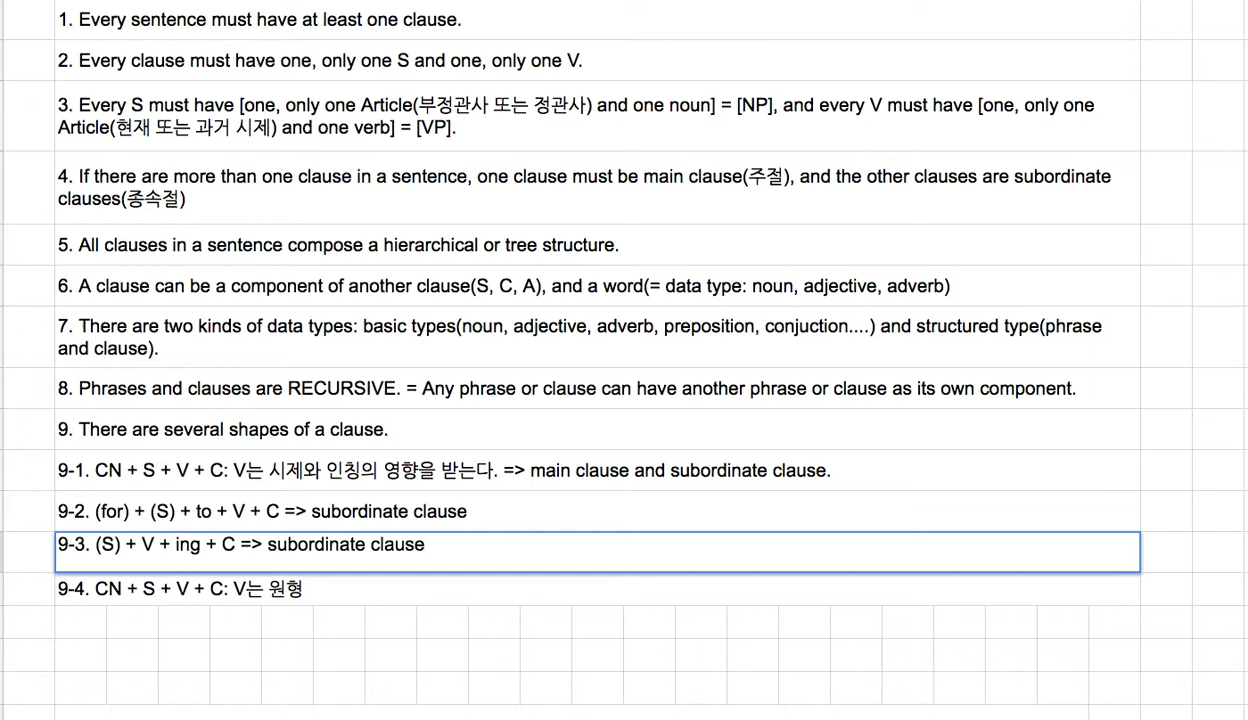 1. Every sentence must have at least one clause.
2. Every clause must have one, only one S and one, only one V.
3. Every S must have [one, only one Article(부정관사 또는 정관사) and one noun] = [NP], and every V must have [one, only one
Article(현재 또는 과거 시제) and one verb] = [VP].
4. If there are more than one clause in a sentence, one clause must be main clause(주절), and the other clauses are subordinate
clauses(종속절)
5. All clauses in a sentence compose a hierarchical or tree structure.
6. A clause can be a component of another clause(S, C, A), and a word(= data type: noun, adjective, adverb)
7. There are two kinds of data types: basic types(noun, adjective, adverb, preposition, conjuction....) and structured type(phrase
and clause).
8. Phrases and clauses are RECURSIVE. = Any phrase or clause can have another phrase or clause as its own component.
9. There are several shapes of a clause.
9-1. CN + S + V + C: V는 시제와 인칭의 영향을 받는다. => main clause and subordinate clause.
9-2. (for) + (S) + to + V + C => subordinate clause
9-3. (S) + V + ing + C => subordinate clause
9-4. CN + S + V + C: V는 원형